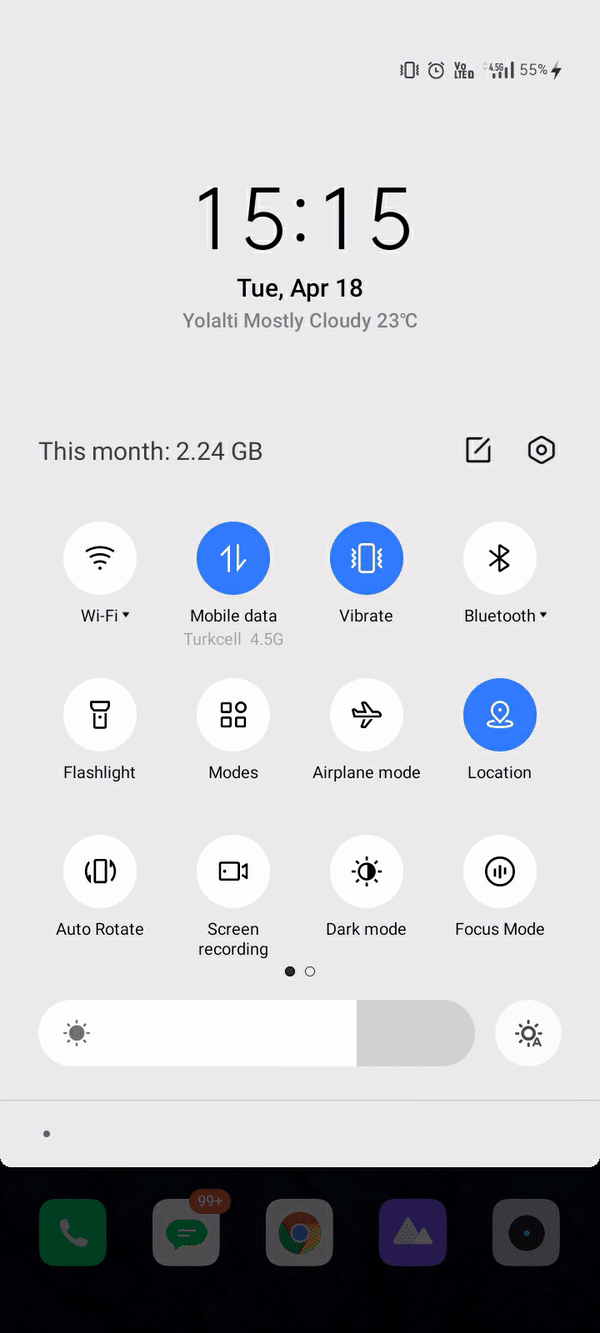 Vo LTE 4.5G 55%
15:15
Tue, Apr 18
Yolalti Mostly Cloudy 23°C
This month: 2.24 GB
Wi-Fi Mobile data Vibrate Bluetooth
Turkcell 4.5G
Flashlight Modes Airplane mode Location
Auto Rotate Screen recording Dark mode Focus Mode
A
99+